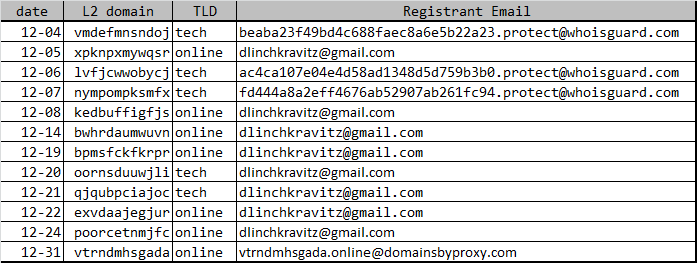 date L2 domain TLD Registrant Email
12-04 vmdefmnsndoj tech beaba23f49bd4c688faec8a6e5b22a23.protect@whoisguard.com
12-05 xpknpxmywqsr online dlinchkravitz@gmail.com
12-06 lvfjcwwobycj tech ac4ca107e04e4d58ad1348d5d759b3b0.protect@whoisguard.com
12-07 nympompksmfx tech fd444a8a2eff4676ab52907ab261fc94.protect@whoisguard.com
12-08 kedbuffigfjs online dlinchkravitz@gmail.com
12-14 bwhrdaumwuvn online dlinchkravitz@gmail.com
12-19 bpmsfckfkrpr online dlinchkravitz@gmail.com
12-20 oornsduuwjli tech dlinchkravitz@gmail.com
12-21 qjqubpciajoc tech dlinchkravitz@gmail.com
12-22 exvdaajegjur online dlinchkravitz@gmail.com
12-24 poorcetnmjfc online dlinchkravitz@gmail.com
12-31 vtrndmhsgada online vtrndmhsgada.online@domainsbyproxy.com